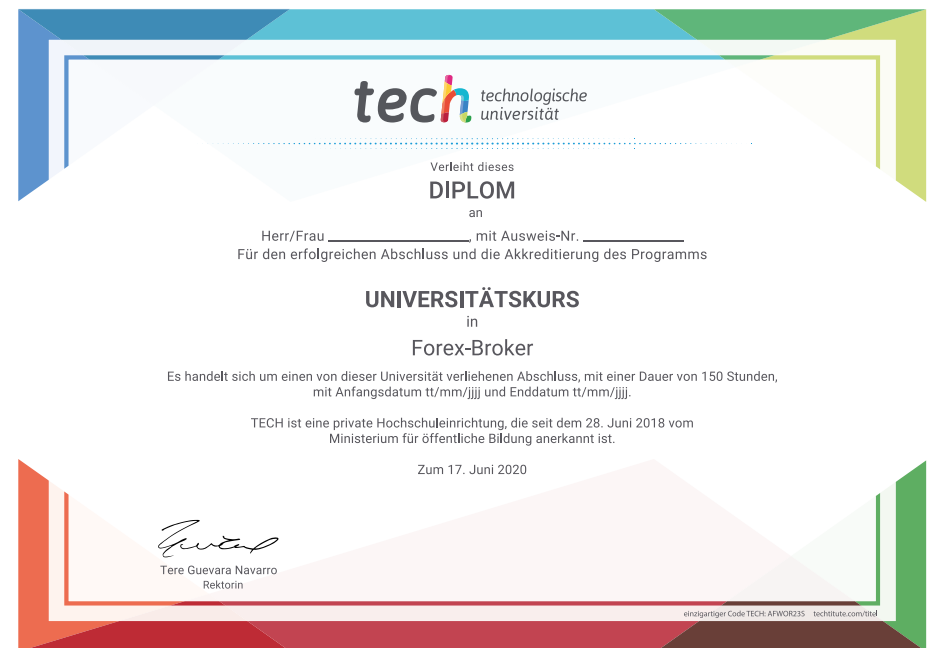 tech technologische
universität
Verleiht dieses
DIPLOM
an
Herr/Frau ____________________, mit Ausweis-Nr. ______________
Für den erfolgreichen Abschluss und die Akkreditierung des Programms
UNIVERSITÄTSKURS
in
Forex-Broker
Es handelt sich um einen von dieser Universität verliehenen Abschluss, mit einer Dauer von 150 Stunden,
mit Anfangsdatum tt/mm/jjjj und Enddatum tt/mm/jjjj.
TECH ist eine private Hochschuleinrichtung, die seit dem 28. Juni 2018 vom
Ministerium für öffentliche Bildung anerkannt ist.
Zum 17. Juni 2020
Tere Guevara Navarro
Rektorin
einzigartiger Code TECH: AFWOR23S techtitute.com/titel